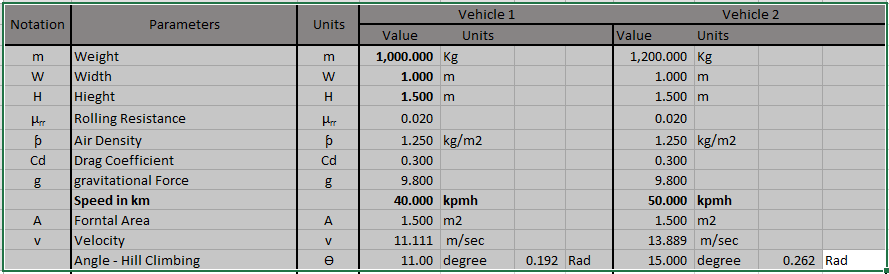 Notation Parameters Units Vehicle 1 Vehicle 2
Value Units Value Units
m Weight m 1,000.000 Kg 1,200.000 Kg
W Width W 1.000 m 1.000 m
H Hieght H 1.500 m 1.500 m
μrr Rolling Resistance μrr 0.020 0.020
ƥ Air Density ƥ 1.250 kg/m2 1.250 kg/m2
Cd Drag Coefficient Cd 0.300 0.300
g gravitational Force g 9.800 9.800
Speed in km 40.000 kpmh 50.000 kpmh
A Forntal Area A 1.500 m2 1.500 m2
v Velocity v 11.111 m/sec 13.889 m/sec
Angle - Hill Climbing ϴ 11.00 degree 0.192 Rad 15.000 degree 0.262 Rad